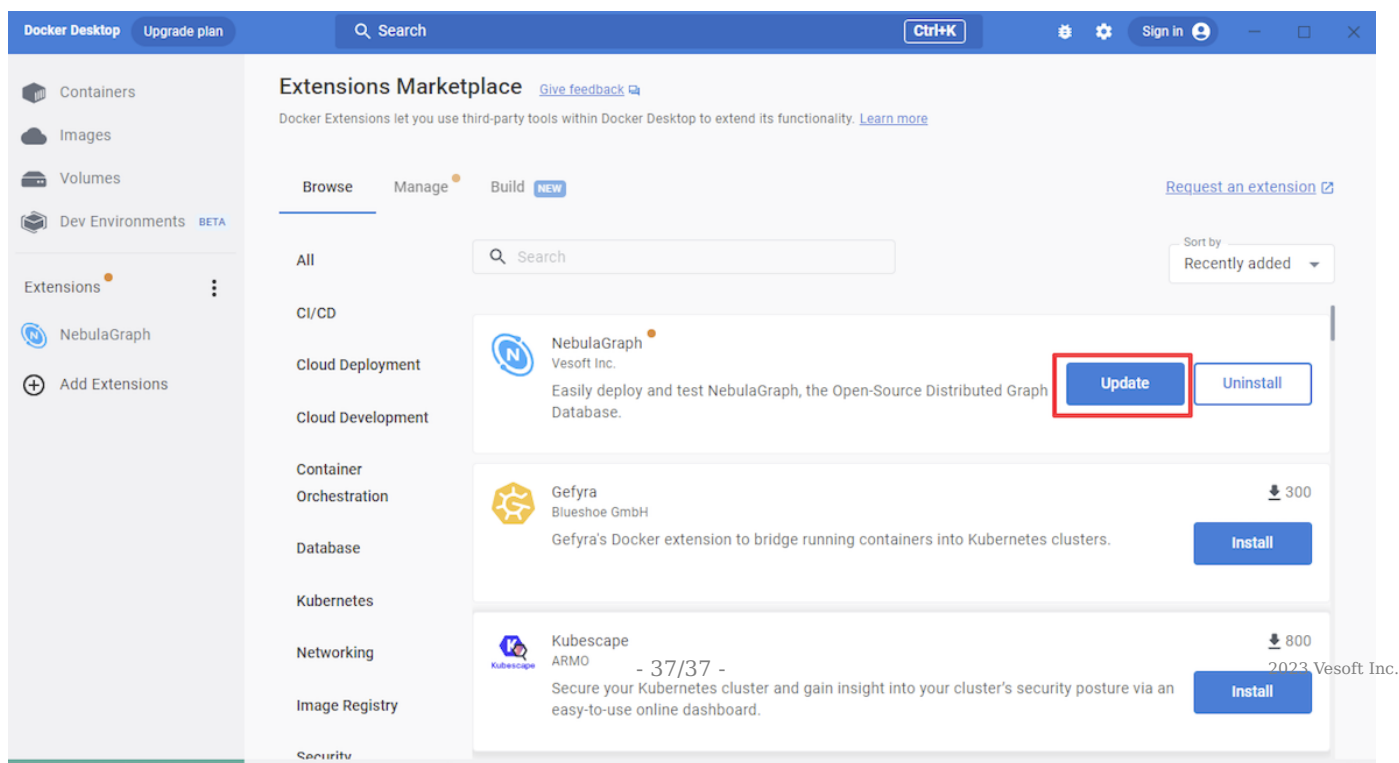 Docker Desktop Upgrade plan Search Ctrl+K Sign in
Containers
Images
Volumes
Dev Environments BETA
Extensions
NebulaGraph
Add Extensions
Extensions Marketplace Give feedback
Docker Extensions let you use third-party tools within Docker Desktop to extend its functionality. Learn more
Browse Manage Build NEW Request an extension
All
CI/CD
Cloud Deployment
Cloud Development
Container
Orchestration
Database
Kubernetes
Networking
Image Registry
Security
Search
Sort by
Recently added
NebulaGraph
Vesoft Inc.
Easily deploy and test NebulaGraph, the Open-Source Distributed Graph
Database.
Update Uninstall
Gefyra
Blueshoe GmbH
Gefyra's Docker extension to bridge running containers into Kubernetes clusters.
300
Install
Kubescape
Kubescape
ARMO
Secure your Kubernetes cluster and gain insight into your cluster's security posture via an
easy-to-use online dashboard.
800
Install
- 37/37 -
2023 Vesoft Inc.